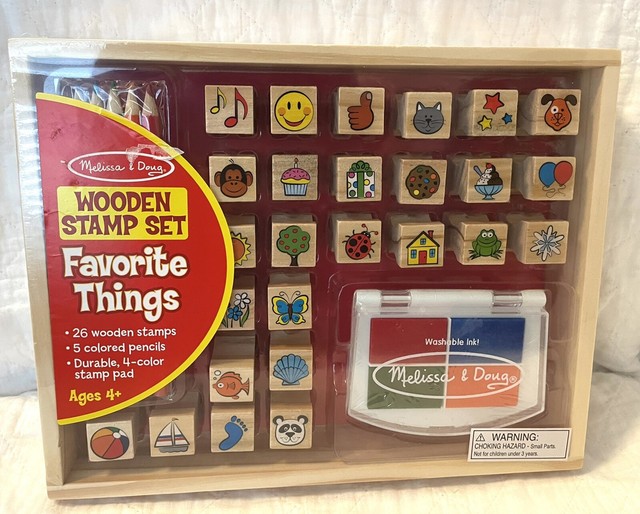 Melissa & Doug®
WOODEN
STAMP SET
Favorite
Things
• 26 wooden stamps
• 5 colored pencils
• Durable, 4-color
stamp pad
Ages 4+
Washable Ink!
Melissa & Doug®
WARNING:
CHOKING HAZARD - Small Parts.
Not for children under 3 years.